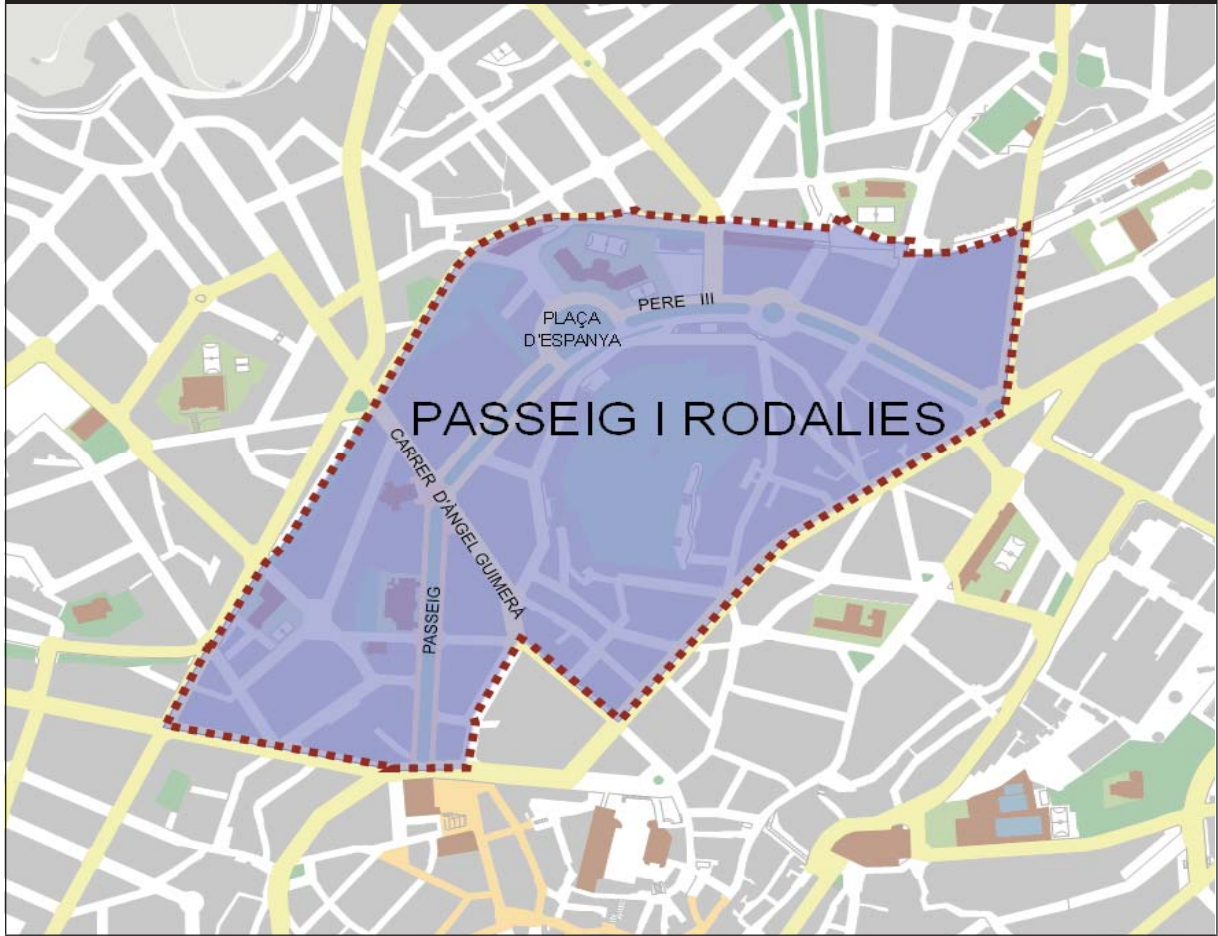 PERE III
PLAÇA
D'ESPANYA
PASSEIG I RODALIES
CARRER D'ÀNGEL GUIMERÀ
PASSEIG